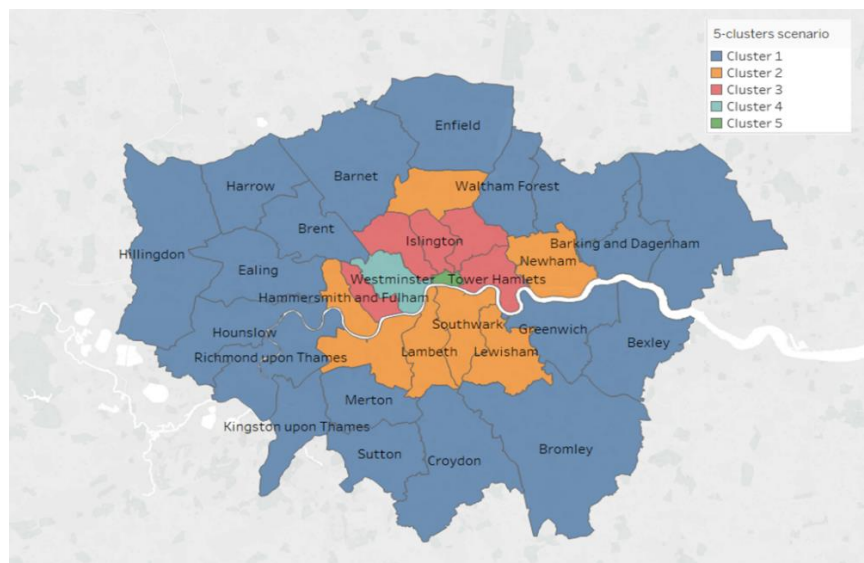 5-clusters scenario
Cluster 1
Cluster 2
Cluster 3
Cluster 4
Cluster 5
Enfield
Barnet
Harrow
Waltham Forest
Brent
Islington
Barking and Dagenham
Hillingdon
Newham
Ealing
Westminster
Tower Hamlets
Hammersmith and Fulham
Southwark
Hounslow
Greenwich
Bexley
Richmond upon Thames
Lambeth
Lewisham
Merton
Kingston upon Thames
Sutton
Croydon
Bromley